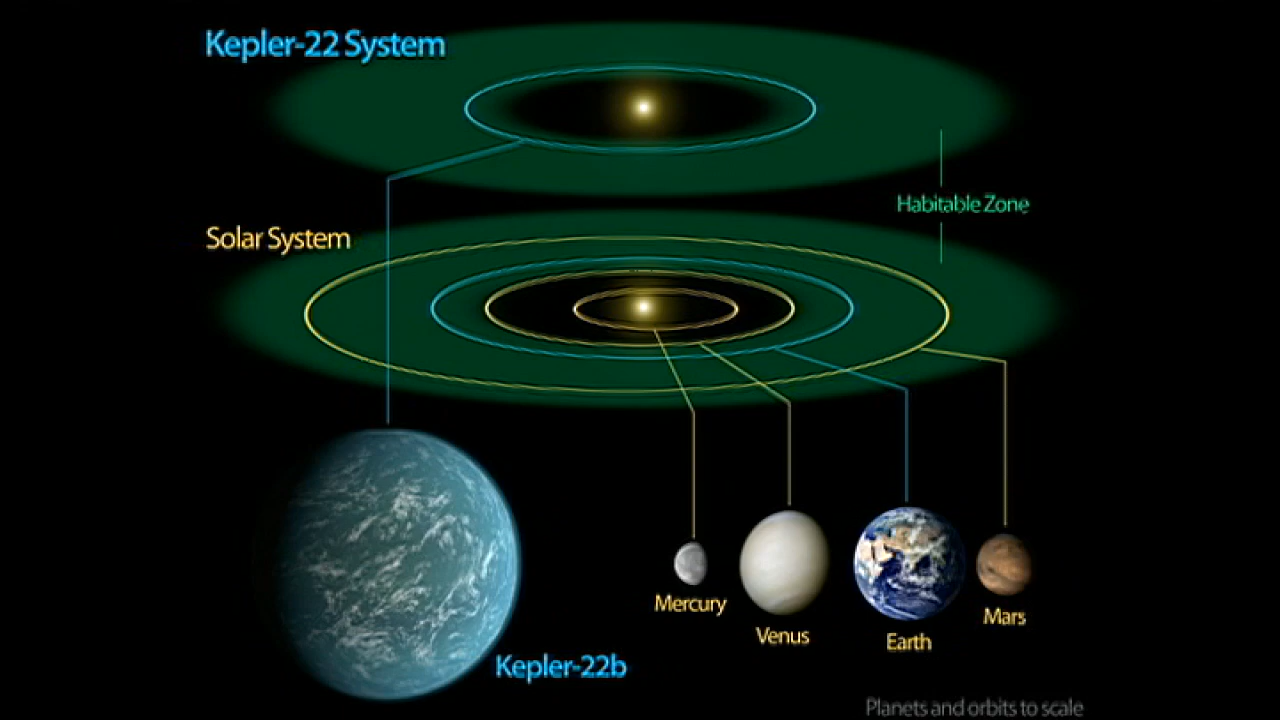 Kepler-22 System
Habitable Zone
Solar System
Mercury
Venus
Earth
Mars
Kepler-22b
Planets and orbits to scale